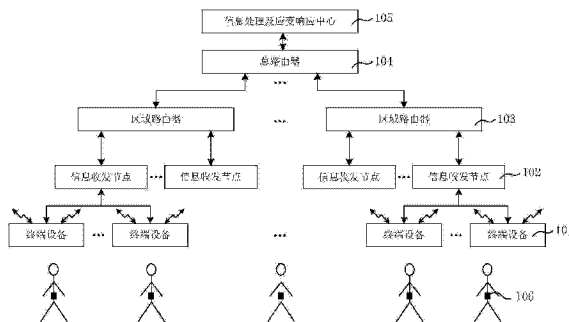 信息处理及应变响应中心 105
总路由器 104
...
区域路由器 ... 区域路由器 103
信息收发节点 ... 信息收发节点 信息收发节点 ... 信息收发节点 102
终端设备 ... 终端设备 ... 终端设备 ... 终端设备 10
106